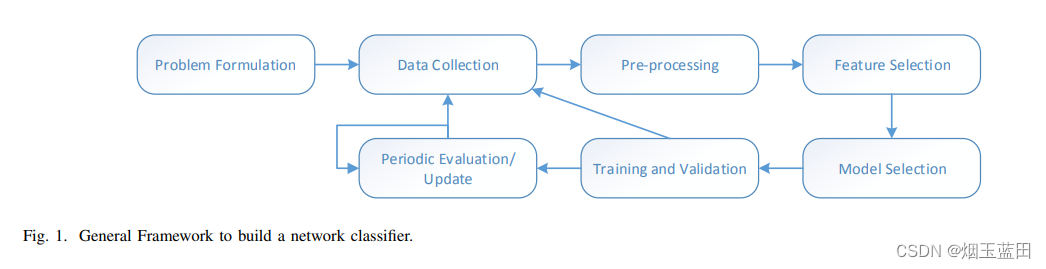 Problem Formulation
Data Collection
Pre-processing
Feature Selection
Periodic Evaluation/
Update
Training and Validation
Model Selection
Fig. 1. General Framework to build a network classifier.
CSDN @烟玉蓝田